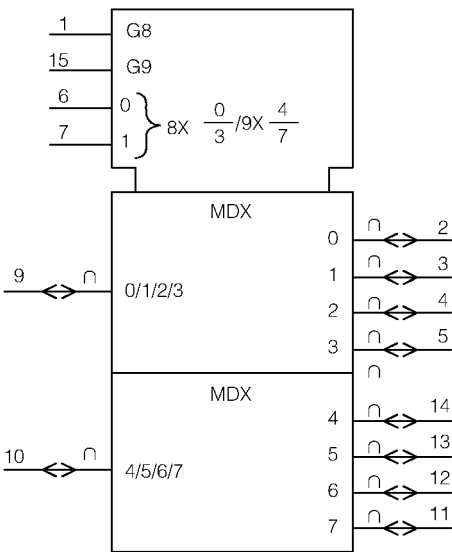 1 G8
15 G9
6 0
7 1
8X 0/3 /9X 4/7
MDX
0 ∩ 2
1 ∩ 3
9 ∩ 0/1/2/3
2 ∩ 4
3 ∩ 5
∩
MDX
4 ∩ 14
5 ∩ 13
10 ∩ 4/5/6/7
6 ∩ 12
7 ∩ 11